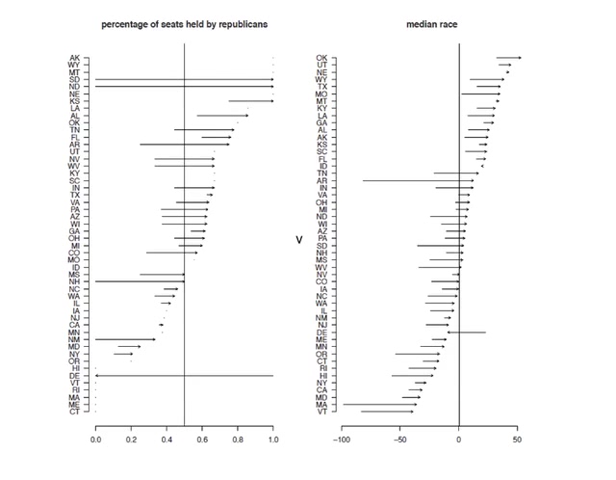 percentage of seats held by republicans
AK
WY
MT
SD
ND
NE
KS
LA
AL
OK
TN
FL
AR
UT
NV
WV
KY
SC
IN
TX
VA
PA
AZ
WI
GA
OH
MI
CO
MO
ID
MS
NH
NC
WA
IL
IA
NJ
CA
MN
NM
MD
NY
OR
HI
DE
VT
RI
MA
ME
CT
0.0 0.2 0.4 0.6 0.8 1.0
V
median race
OK
UT
NE
WY
TX
MO
MT
KY
LA
GA
AL
AK
KS
SC
FL
ID
TN
AR
IN
VA
OH
MI
ND
WI
AZ
PA
SD
NH
MS
WV
NV
CO
IA
NC
WA
IL
NM
NJ
DE
ME
MN
OR
CT
RI
HI
NY
CA
MD
MA
VT
−100 −50 0 50